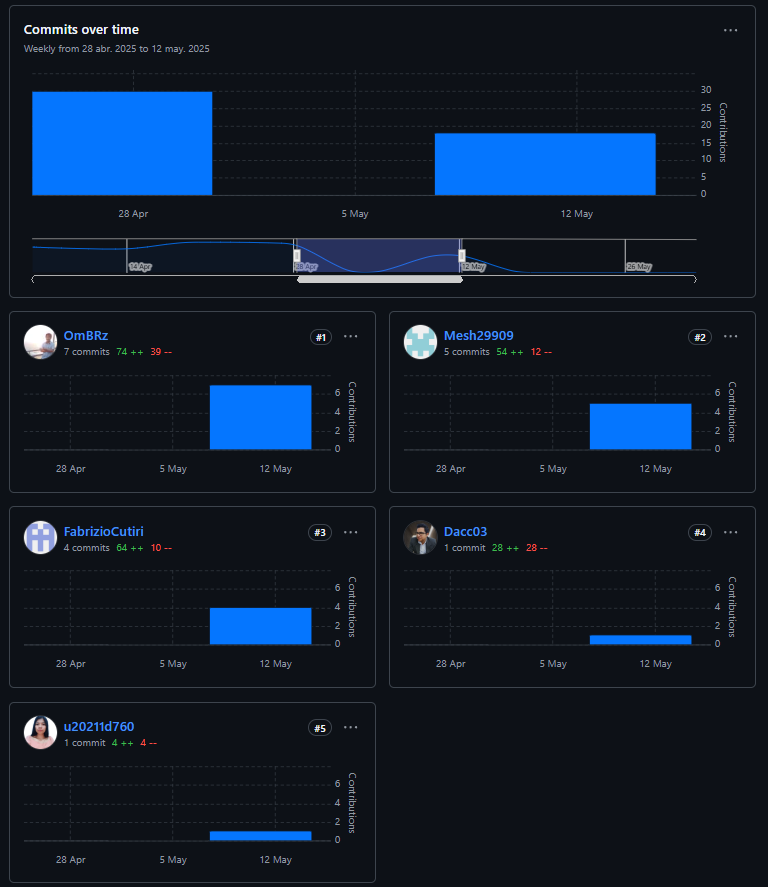 Commits over time
Weekly from 28 abr. 2025 to 12 may. 2025
30
25
20
15
10
5
0
Contributions
28 Apr
5 May
12 May
14 Apr
28 Apr
12 May
26 May
OmBRz
#1
7 commits 74 ++ 39 --
6
4
2
0
Contributions
28 Apr
5 May
12 May
Mesh29909
#2
5 commits 54 ++ 12 --
6
4
2
0
Contributions
28 Apr
5 May
12 May
FabrizioCutiri
#3
4 commits 64 ++ 10 --
6
4
2
0
Contributions
28 Apr
5 May
12 May
Dacc03
#4
1 commit 28 ++ 28 --
6
4
2
0
Contributions
28 Apr
5 May
12 May
u20211d760
#5
1 commit 4 ++ 4 --
6
4
2
0
Contributions
28 Apr
5 May
12 May